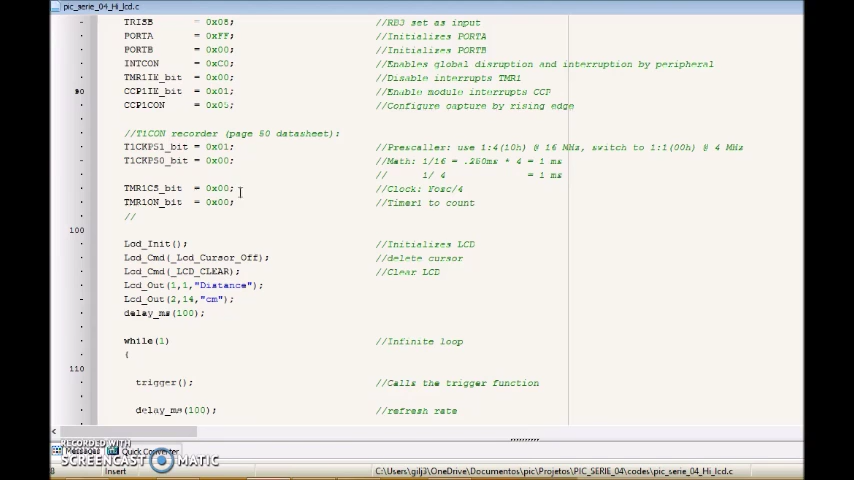 pic_serie_04_Hi_lcd.c
TRISB = 0x08; //RB3 set as input
PORTA = 0xFF; //Initializes PORTA
PORTB = 0x00; //Initializes PORTB
INTCON = 0xC0; //Enables global disruption and interruption by peripheral
TMR1IE_bit = 0x00; //Disable interrupts TMR1
90 CCP1IE_bit = 0x01; //Enable module interrupts CCP
CCP1CON = 0x05; //Configure capture by rising edge
//T1CON recorder (page 50 datasheet):
T1CKPS1_bit = 0x01; //Prescaller: use 1:4(10h) @ 16 MHz, switch to 1:1(00h) @ 4 MHz
T1CKPS0_bit = 0x00; //Math: 1/16 = .250ms * 4 = 1 ms
// 1/ 4 = 1 ms
TMR1CS_bit = 0x00; //Clock: Fosc/4
TMR1ON_bit = 0x00; //Timer1 to count
//
100
Lcd_Init(); //Initializes LCD
Lcd_Cmd(_Lcd_Cursor_Off); //delete cursor
Lcd_Cmd(_LCD_CLEAR); //Clear LCD
Lcd_Out(1,1,"Distance");
Lcd_Out(2,14,"cm");
delay_ms(100);
while(1) //Infinite loop
{
110
trigger(); //Calls the trigger function
delay_ms(100); //refresh rate
Messages Quick Converter
RECORDED WITH
SCREENCAST MATIC
Insert C:\Users\gilj3\OneDrive\Documentos\pic\Projetos\PIC_SERIE_04\codes\pic_serie_04_Hi_lcd.c